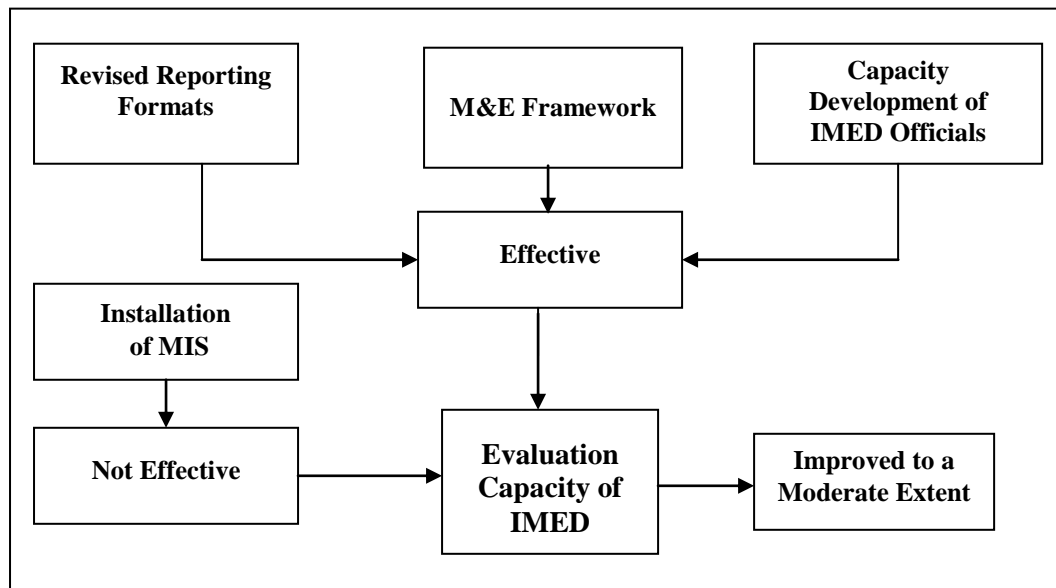 Revised Reporting
Formats
M&E Framework
Capacity
Development of
IMED Officials
Effective
Installation
of MIS
Not Effective
Evaluation
Capacity of
IMED
Improved to a
Moderate Extent